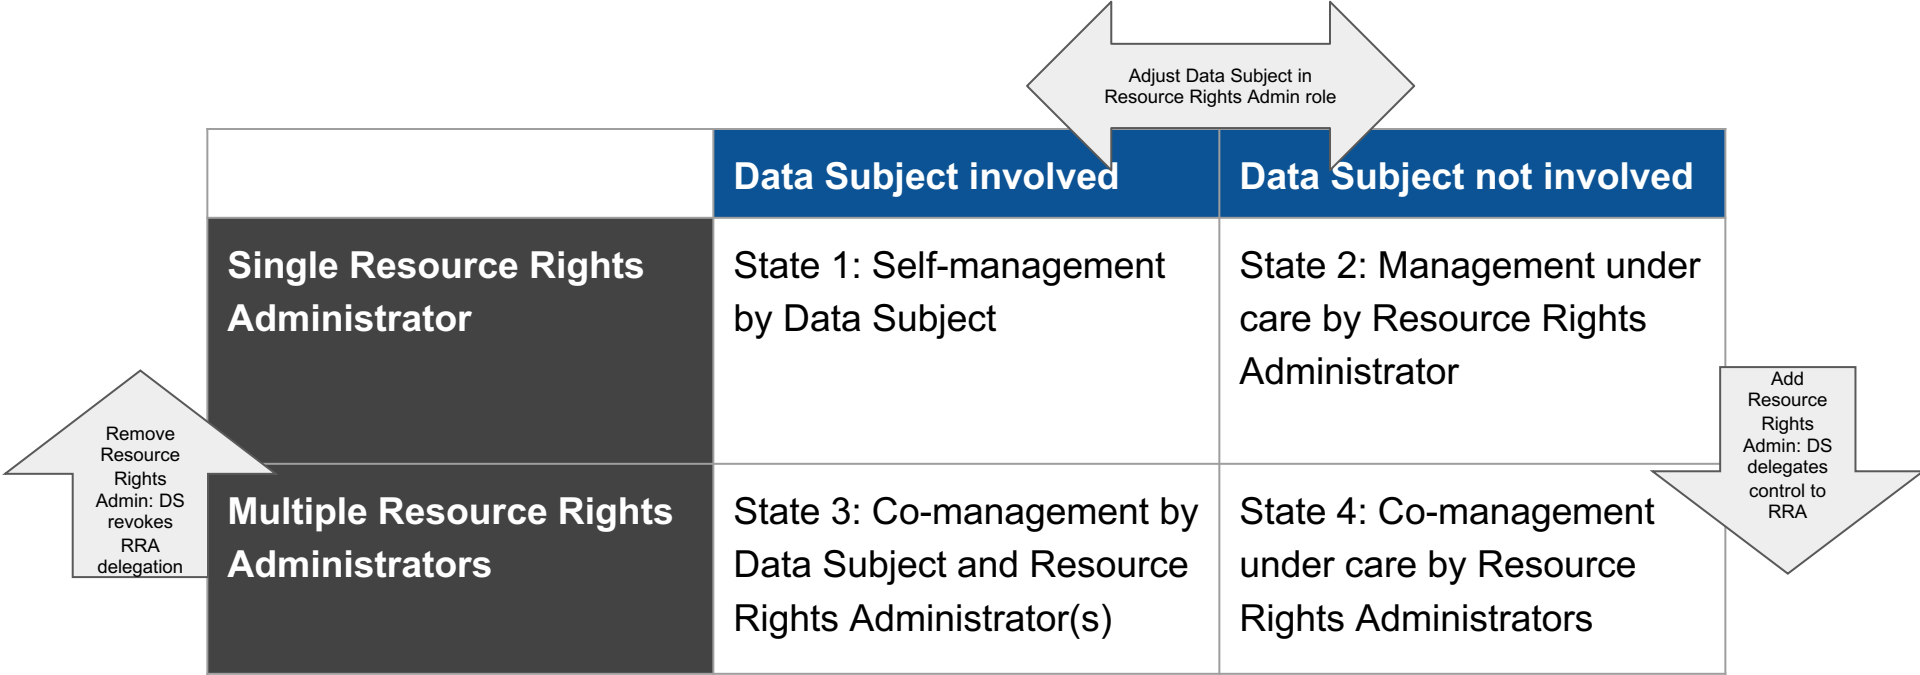 Adjust Data Subject in
Resource Rights Admin role
Data Subject involved
Data Subject not involved
Single Resource Rights
Administrator
State 1: Self-management
by Data Subject
State 2: Management under
care by Resource Rights
Administrator
Remove
Resource
Rights
Admin: DS
revokes
RRA
delegation
Add
Resource
Rights
Admin: DS
delegates
control to
RRA
Multiple Resource Rights
Administrators
State 3: Co-management by
Data Subject and Resource
Rights Administrator(s)
State 4: Co-management
under care by Resource
Rights Administrators